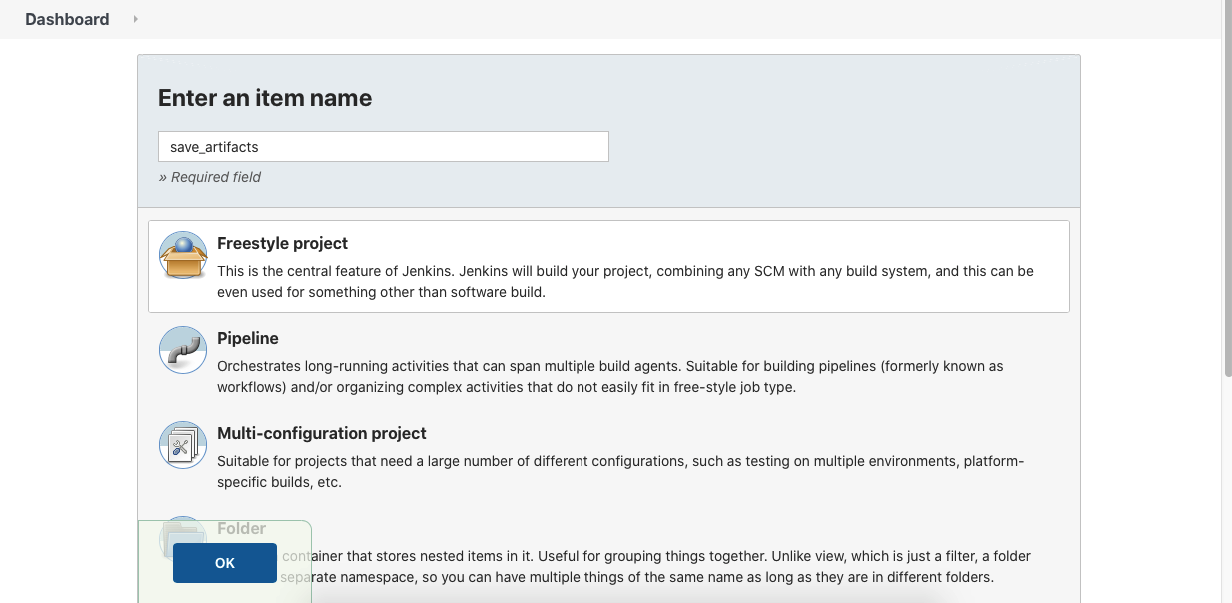 Dashboard
Enter an item name
save_artifacts
» Required field
Freestyle project
This is the central feature of Jenkins. Jenkins will build your project, combining any SCM with any build system, and this can be
even used for something other than software build.
Pipeline
Orchestrates long-running activities that can span multiple build agents. Suitable for building pipelines (formerly known as
workflows) and/or organizing complex activities that do not easily fit in free-style job type.
Multi-configuration project
Suitable for projects that need a large number of different configurations, such as testing on multiple environments, platform-
specific builds, etc.
Folder
container that stores nested items in it. Useful for grouping things together. Unlike view, which is just a filter, a folder
OK
separate namespace, so you can have multiple things of the same name as long as they are in different folders.